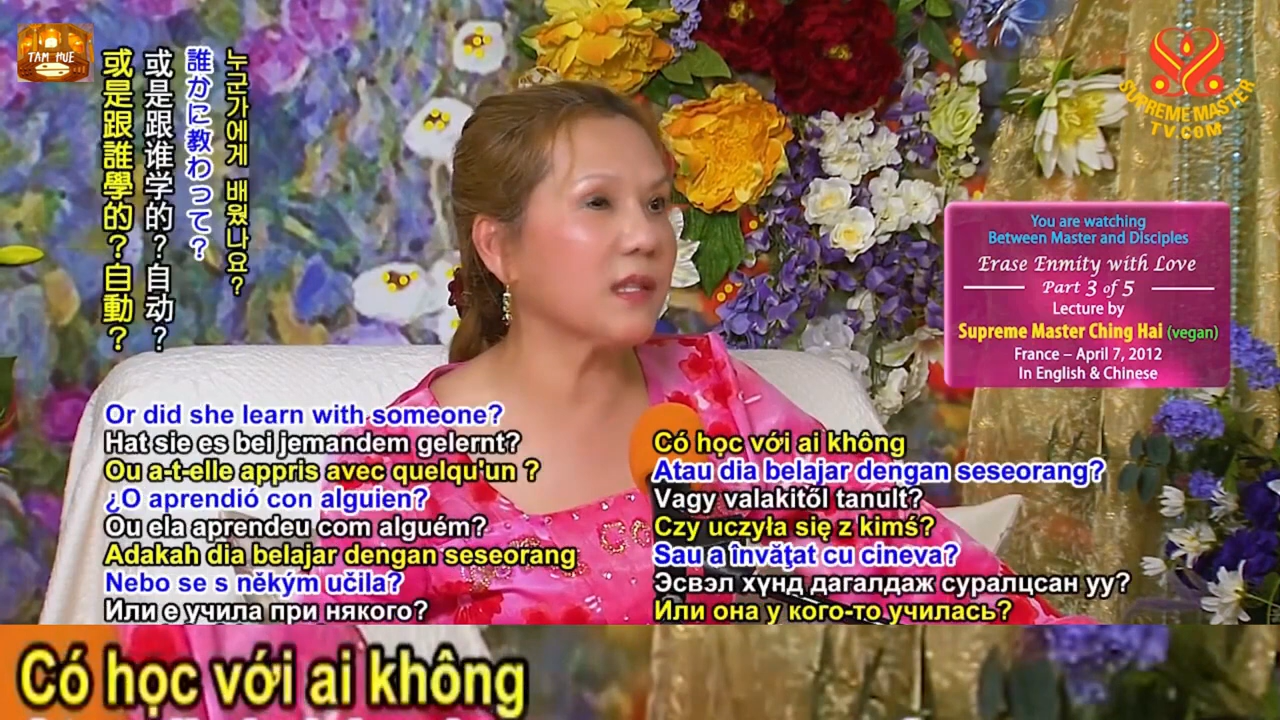 TAM HUE
누군가에게 배웠나요?
誰かに教わって?
或是跟谁学的?自动?
或是跟誰學的?自動?
SUPREME MASTER
TV.COM
You are watching
Between Master and Disciples
Erase Enmity with Love
Part 3 of 5
Lecture by
Supreme Master Ching Hai (vegan)
France – April 7, 2012
In English & Chinese
Or did she learn with someone?
Hat sie es bei jemandem gelernt?
Ou a-t-elle appris avec quelqu'un ?
¿O aprendió con alguien?
Ou ela aprendeu com alguém?
Adakah dia belajar dengan seseorang
Nebo se s někým učila?
Или е учила при някого?
Có học với ai không
Atau dia belajar dengan seseorang?
Vagy valakitől tanult?
Czy uczyła się z kimś?
Sau a învăţat cu cineva?
Эсвэл хүнд дагалдаж суралцсан уу?
Или она у кого-то училась?
Có học với ai không